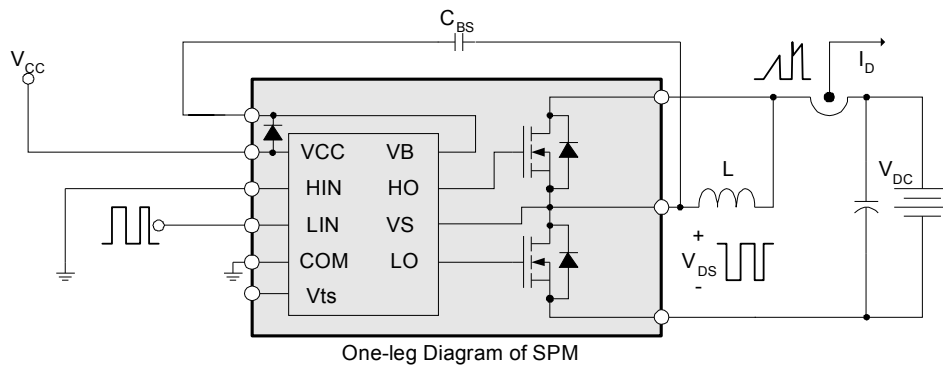 C_BS
V_CC
I_D
VCC VB
HIN HO
LIN VS
COM LO
Vts
L
V_DC
+
V_DS
-
One-leg Diagram of SPM